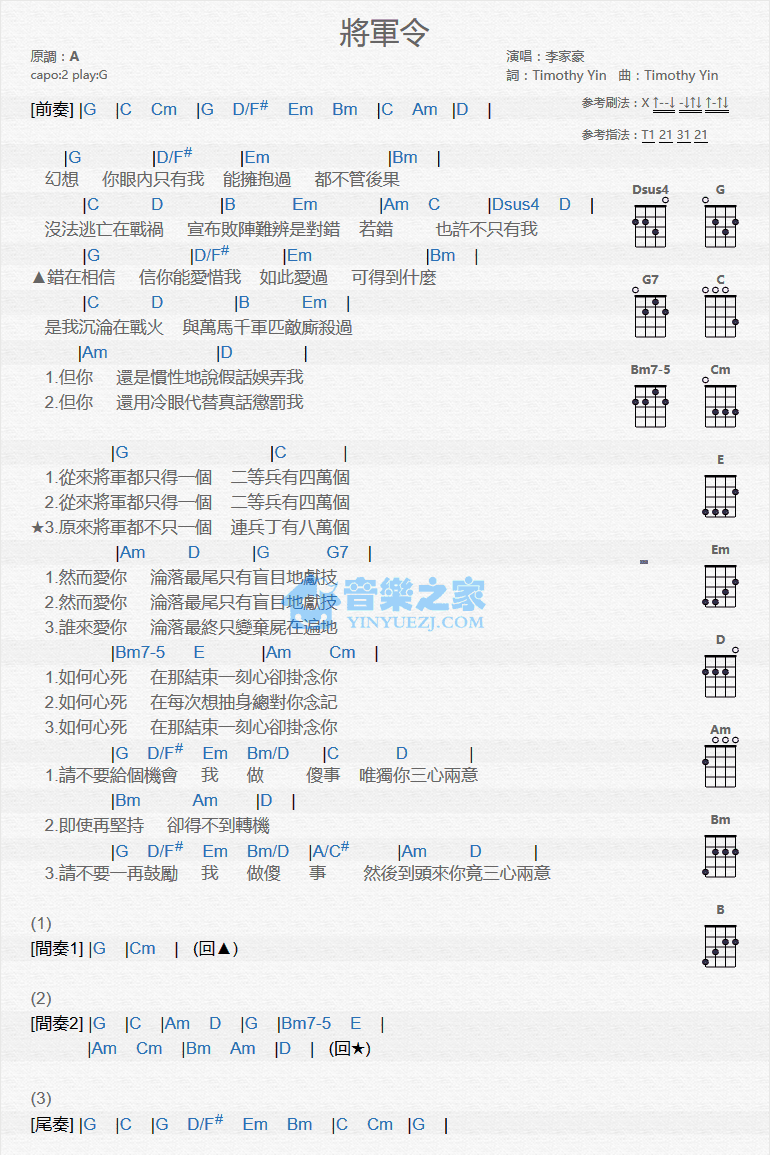 將軍令
原調：A
capo:2 play:G
演唱：李家豪
詞：Timothy Yin 曲：Timothy Yin
[前奏] |G |C Cm |G D/F# Em Bm |C Am |D |
參考刷法：X ↑--↓ -↓↑↓ ↑-↑↓
參考指法：T1 21 31 21
|G |D/F# |Em |Bm |
幻想 你眼內只有我 能擁抱過 都不管後果
|C D |B Em |Am C |Dsus4 D |
沒法逃亡在戰禍 宣布敗陣難辨是對錯 若錯 也許不只有我
|G |D/F# |Em |Bm |
▲錯在相信 信你能愛惜我 如此愛過 可得到什麼
|C D |B Em |
是我沉淪在戰火 與萬馬千軍匹敵廝殺過
|Am |D |
1.但你 還是慣性地說假話娛弄我
2.但你 還用冷眼代替真話懲罰我
|G |C |
1.從來將軍都只得一個 二等兵有四萬個
2.從來將軍都只得一個 二等兵有四萬個
★3.原來將軍都不只一個 連兵丁有八萬個
|Am D |G G7 |
1.然而愛你 淪落最尾只有盲目地獻技
2.然而愛你 淪落最尾只有盲目地獻技
3.誰來愛你 淪落最終只變棄屍在遍地
|Bm7-5 E |Am Cm |
1.如何心死 在那結束一刻心卻掛念你
2.如何心死 在每次想抽身總對你念記
3.如何心死 在那結束一刻心卻掛念你
|G D/F# Em Bm/D |C D |
1.請不要給個機會 我 做 傻事 唯獨你三心兩意
|Bm Am |D |
2.即使再堅持 卻得不到轉機
|G D/F# Em Bm/D |A/C# |Am D |
3.請不要一再鼓勵 我 做傻 事 然後到頭來你竟三心兩意
(1)
[間奏1] |G |Cm | (回▲)
(2)
[間奏2] |G |C |Am D |G |Bm7-5 E |
|Am Cm |Bm Am |D | (回★)
(3)
[尾奏] |G |C |G D/F# Em Bm |C Cm |G |
Dsus4 G
G7 C
Bm7-5 Cm
E
Em
D
Am
Bm
B
音樂之家
YINYUEZJ.COM